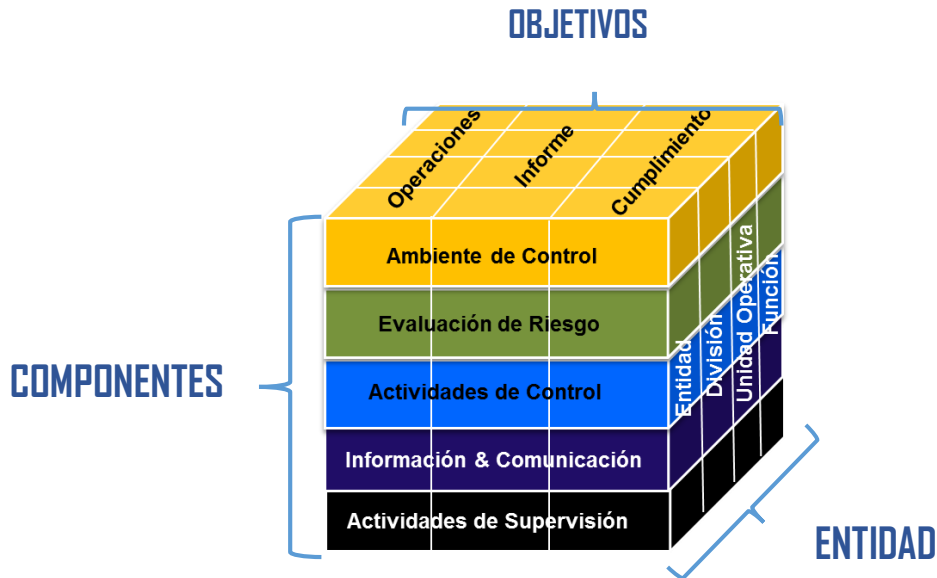 OBJETIVOS
Operaciones
Informe
Cumplimiento
Ambiente de Control
Evaluación de Riesgo
Actividades de Control
Información & Comunicación
Actividades de Supervisión
Entidad
División
Unidad Operativa
Función
COMPONENTES
ENTIDAD